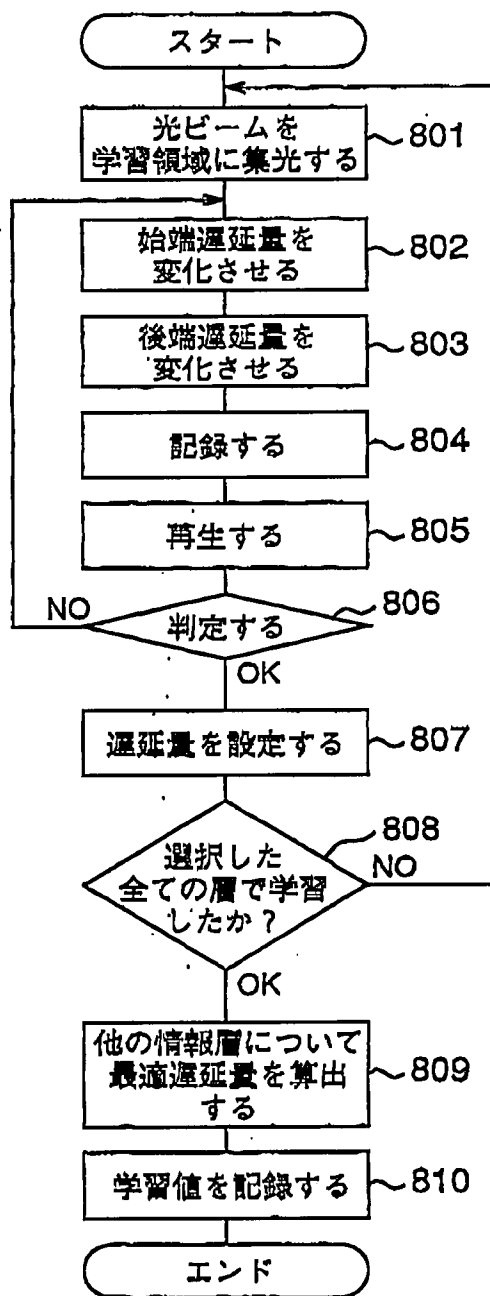 スタート
光ビームを
学習領域に集光する
801
始端遅延量を
変化させる
802
後端遅延量を
変化させる
803
記録する
804
再生する
805
判定する
806
NO
OK
遅延量を設定する
807
選択した
全ての層で学習
したか？
808
NO
OK
他の情報層について
最適遅延量を算出
する
809
学習値を記録する
810
エンド